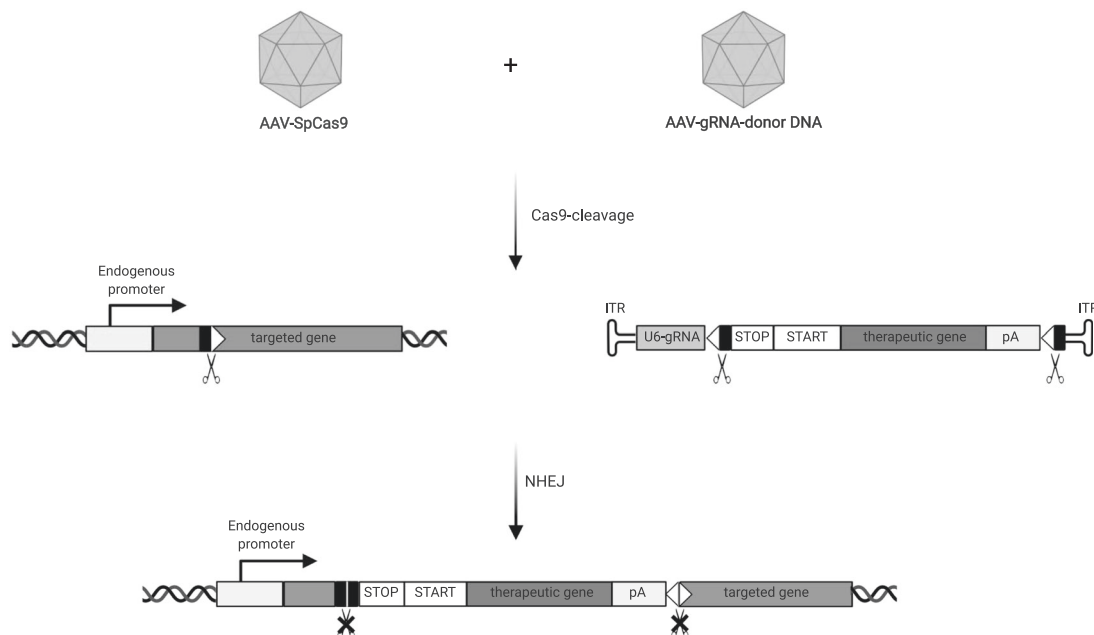 +
AAV-SpCas9
AAV-gRNA-donor DNA
Cas9-cleavage
Endogenous
promoter
targeted gene
ITR
ITR
U6-gRNA
STOP
START
therapeutic gene
pA
NHEJ
Endogenous
promoter
STOP
START
therapeutic gene
pA
targeted gene